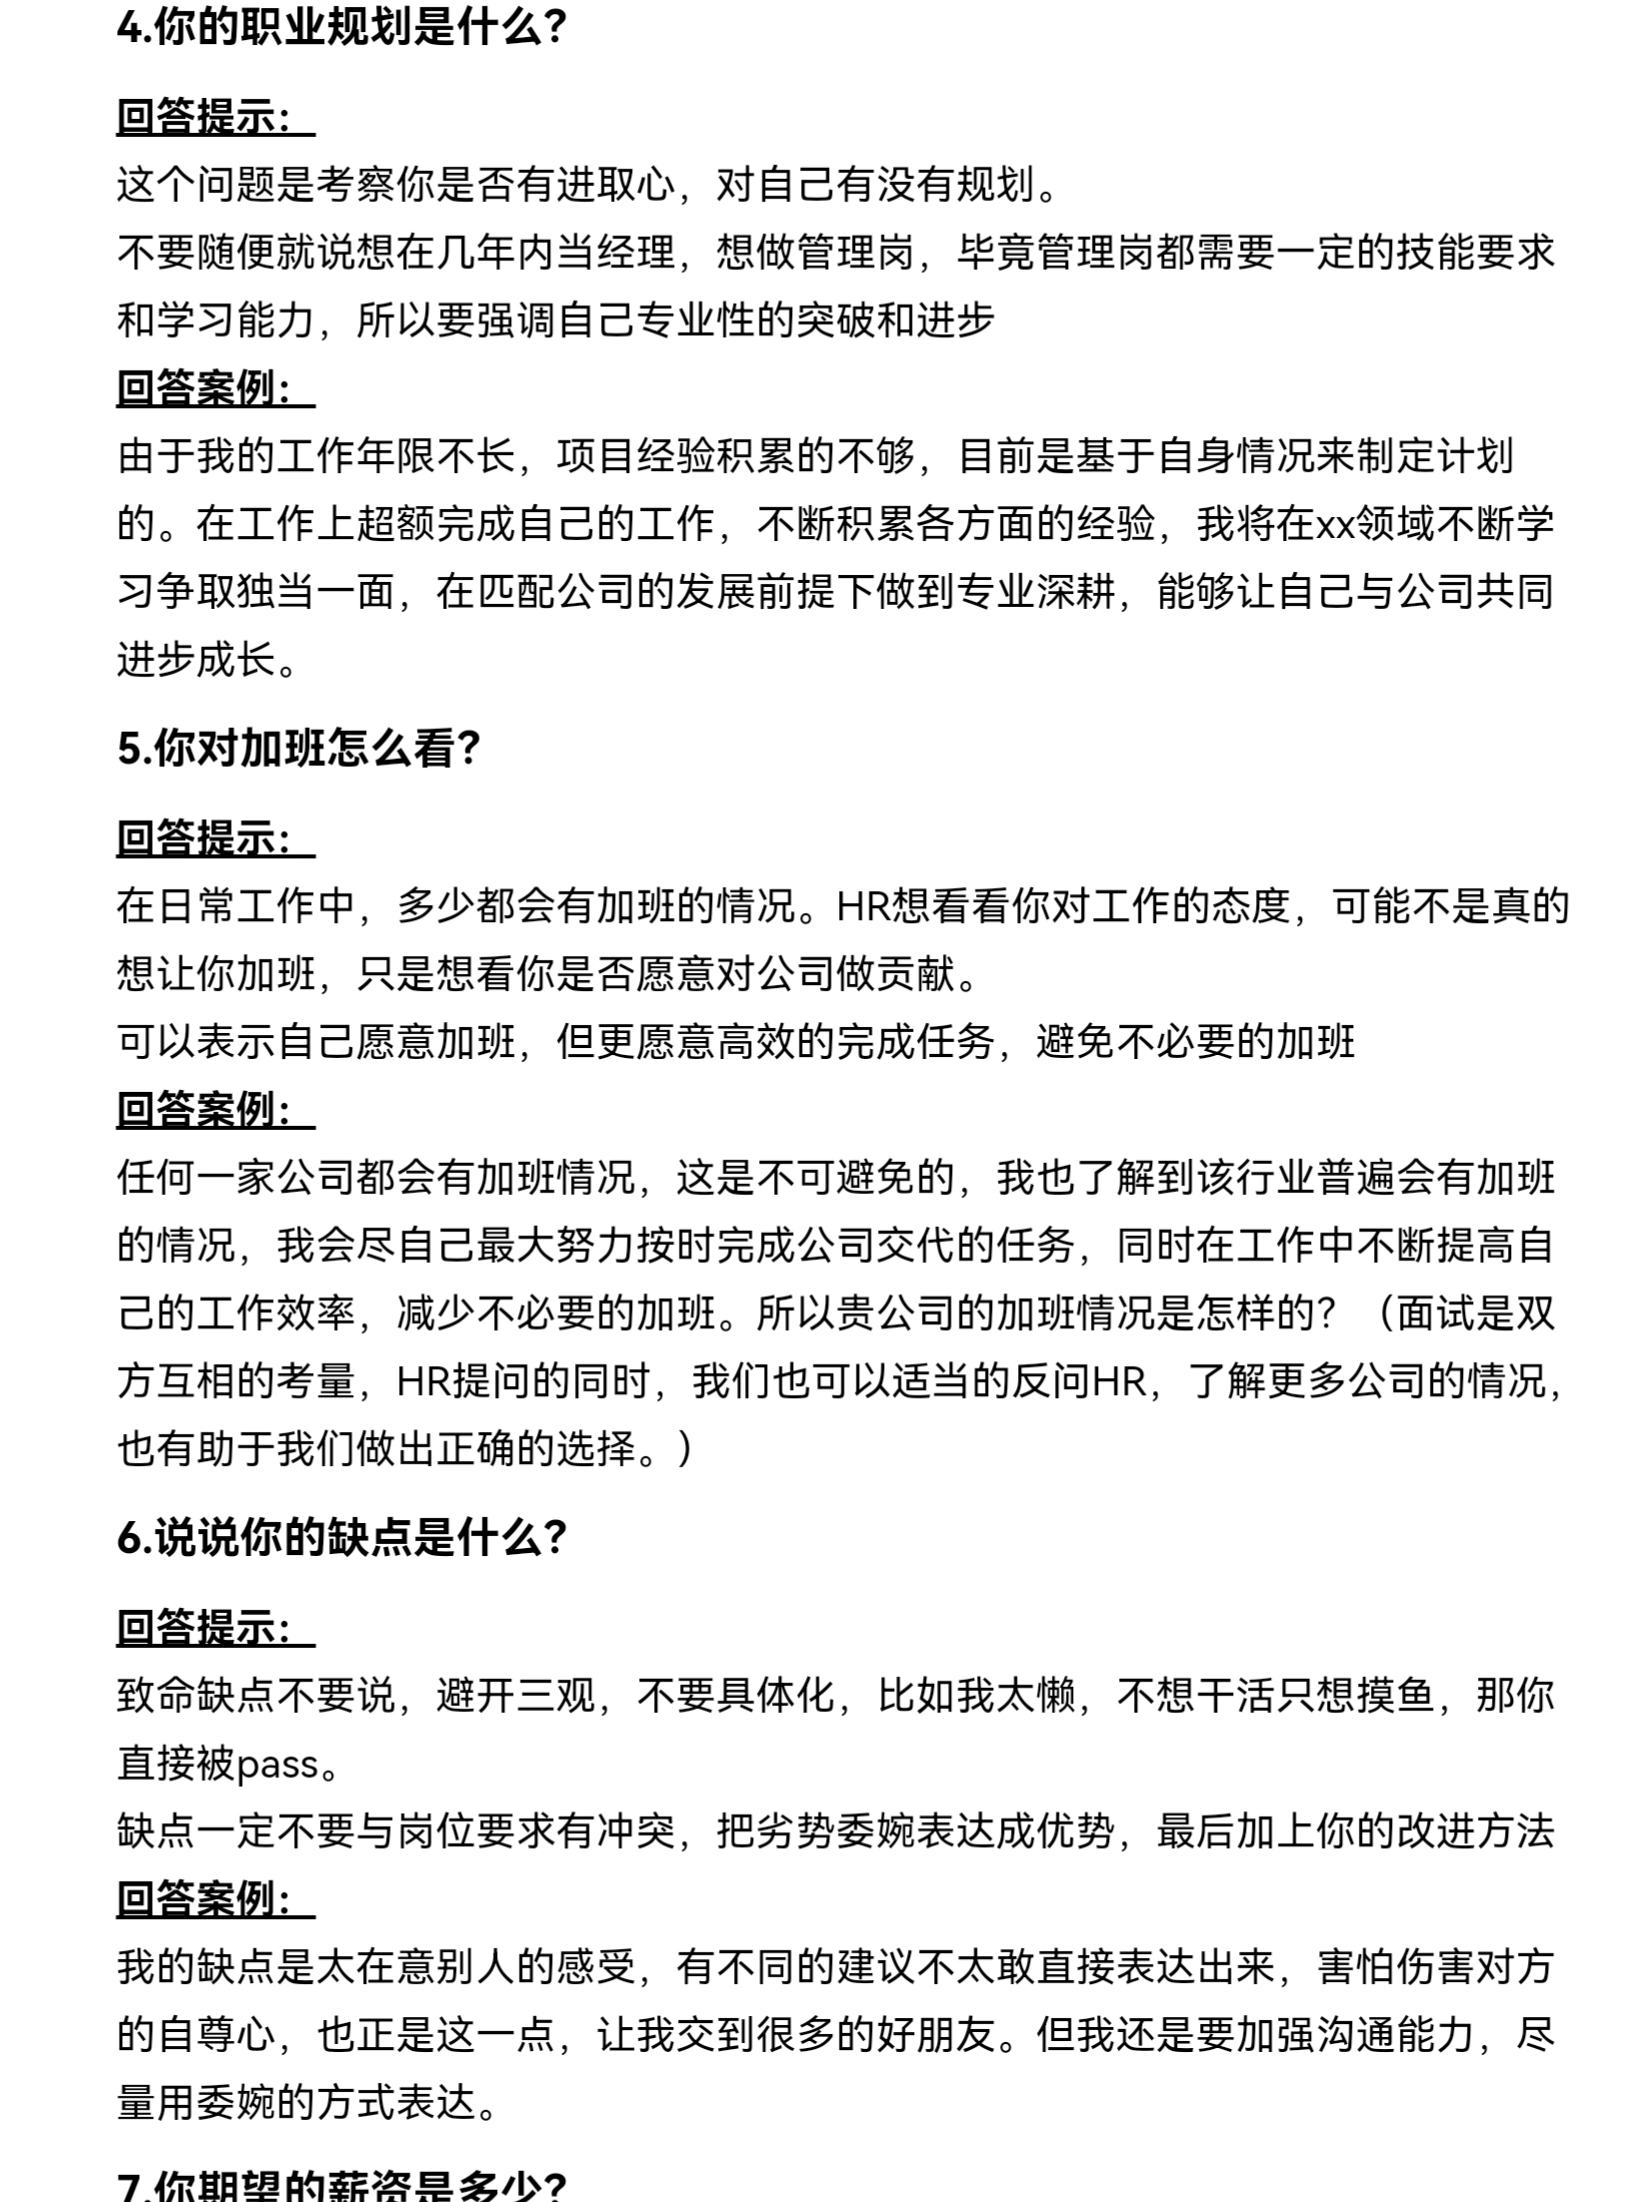 4.你的职业规划是什么？
回答提示：
这个问题是考察你是否有进取心，对自己有没有规划。
不要随便就说想在几年内当经理，想做管理岗，毕竟管理岗都需要一定的技能要求
和学习能力，所以要强调自己专业性的突破和进步
回答案例：
由于我的工作年限不长，项目经验积累的不够，目前是基于自身情况来制定计划
的。在工作上超额完成自己的工作，不断积累各方面的经验，我将在xx领域不断学
习争取独当一面，在匹配公司的发展前提下做到专业深耕，能够让自己与公司共同
进步成长。
5.你对加班怎么看？
回答提示：
在日常工作中，多少都会有加班的情况。HR想看看你对工作的态度，可能不是真的
想让你加班，只是想看你是否愿意对公司做贡献。
可以表示自己愿意加班，但更愿意高效的完成任务，避免不必要的加班
回答案例：
任何一家公司都会有加班情况，这是不可避免的，我也了解到该行业普遍会有加班
的情况，我会尽自己最大努力按时完成公司交代的任务，同时在工作中不断提高自
己的工作效率，减少不必要的加班。所以贵公司的加班情况是怎样的？（面试是双
方互相的考量，HR提问的同时，我们也可以适当的反问HR，了解更多公司的情况，
也有助于我们做出正确的选择。）
6.说说你的缺点是什么？
回答提示：
致命缺点不要说，避开三观，不要具体化，比如我太懒，不想干活只想摸鱼，那你
直接被pass。
缺点一定不要与岗位要求有冲突，把劣势委婉表达成优势，最后加上你的改进方法
回答案例：
我的缺点是太在意别人的感受，有不同的建议不太敢直接表达出来，害怕伤害对方
的自尊心，也正是这一点，让我交到很多的好朋友。但我还是要加强沟通能力，尽
量用委婉的方式表达。
7.你期望的薪资是多少？